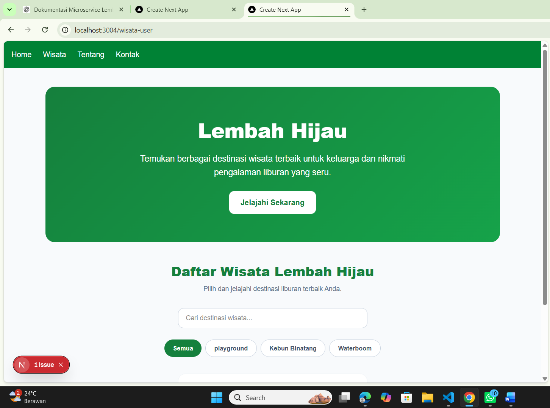 Dokumentasi Microservice Lem
Create Next App
Create Next App
localhost:3004/wisata-user
Home Wisata Tentang Kontak
Lembah Hijau
Temukan berbagai destinasi wisata terbaik untuk keluarga dan nikmati
pengalaman liburan yang seru.
Jelajahi Sekarang
Daftar Wisata Lembah Hijau
Pilih dan jelajahi destinasi liburan terbaik Anda.
Cari destinasi wisata...
Semua playground Kebun Binatang Waterboom
N 1 Issue
24°C
Berawan
Search